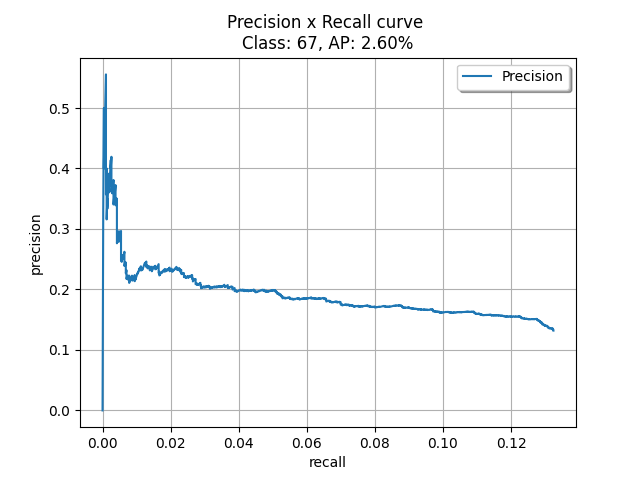 Precision x Recall curve
Class: 67, AP: 2.60%
Precision
0.5
0.4
0.3
0.2
0.1
0.0
precision
0.00 0.02 0.04 0.06 0.08 0.10 0.12
recall